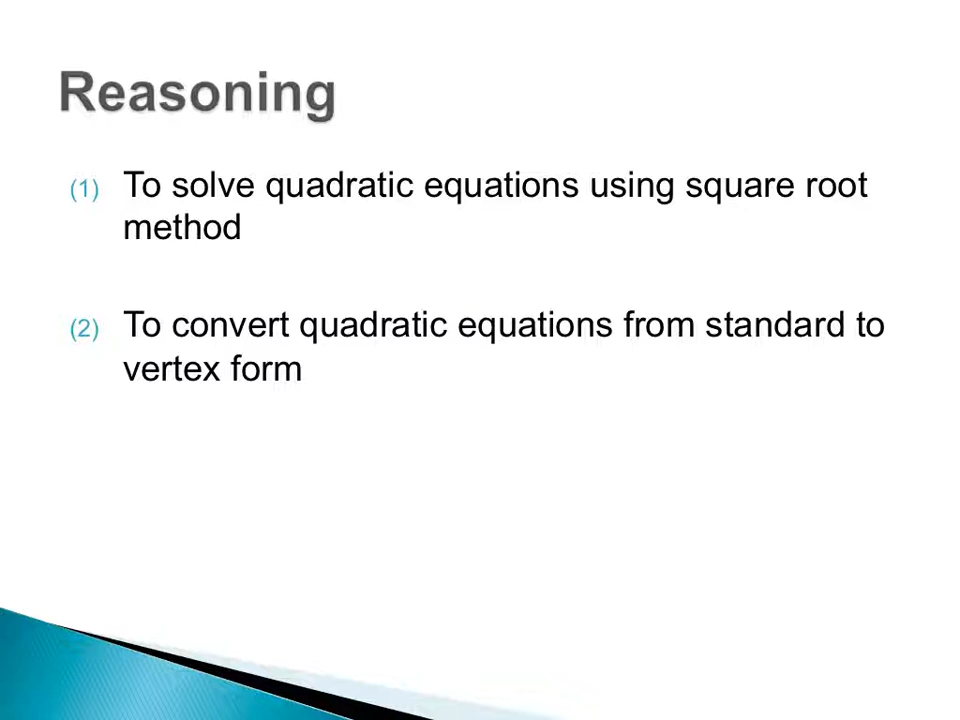 Reasoning
(1) To solve quadratic equations using square root
method
(2) To convert quadratic equations from standard to
vertex form